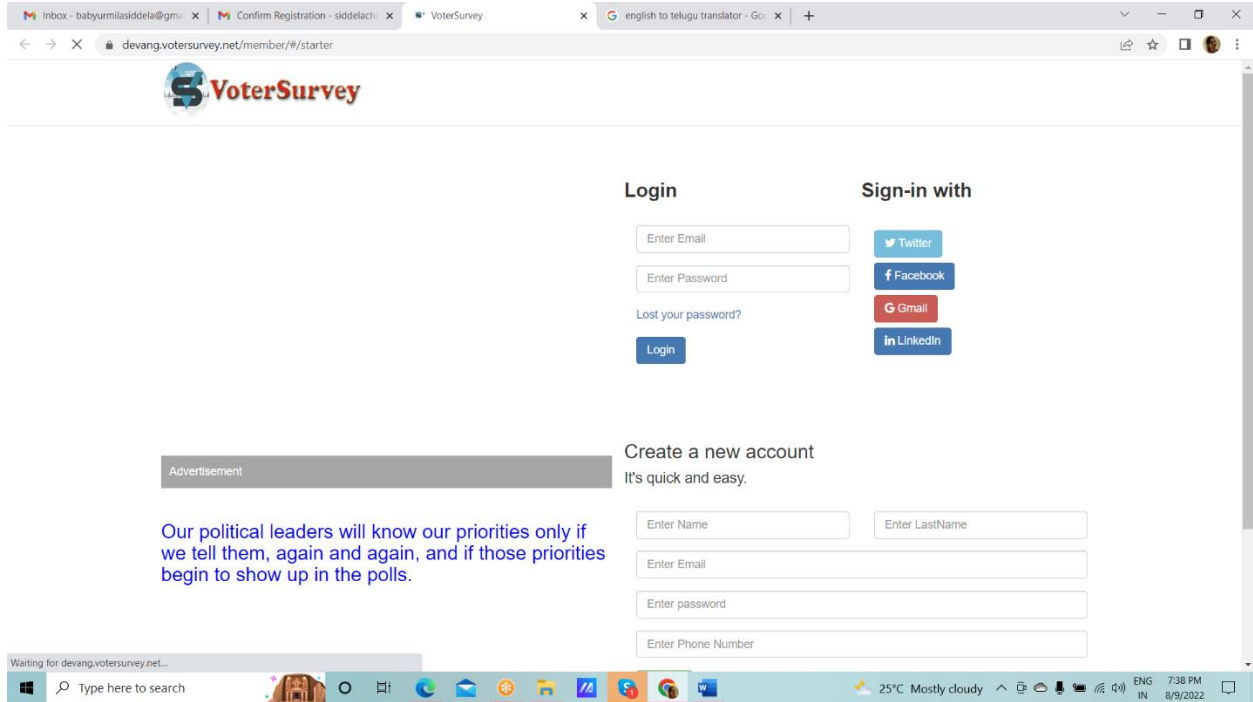 Inbox - babyurmilasiddela@gma
Confirm Registration - siddelachi
VoterSurvey
english to telugu translator - Goo
devang.votersurvey.net/member/#/starter
VoterSurvey
Login
Sign-in with
Enter Email
Twitter
Enter Password
Facebook
Lost your password?
Gmail
Login
LinkedIn
Advertisement
Create a new account
It's quick and easy.
Our political leaders will know our priorities only if
we tell them, again and again, and if those priorities
begin to show up in the polls.
Enter Name
Enter LastName
Enter Email
Enter password
Enter Phone Number
Waiting for devang.votersurvey.net...
Type here to search
25°C Mostly cloudy
ENG
IN
7:38 PM
8/9/2022